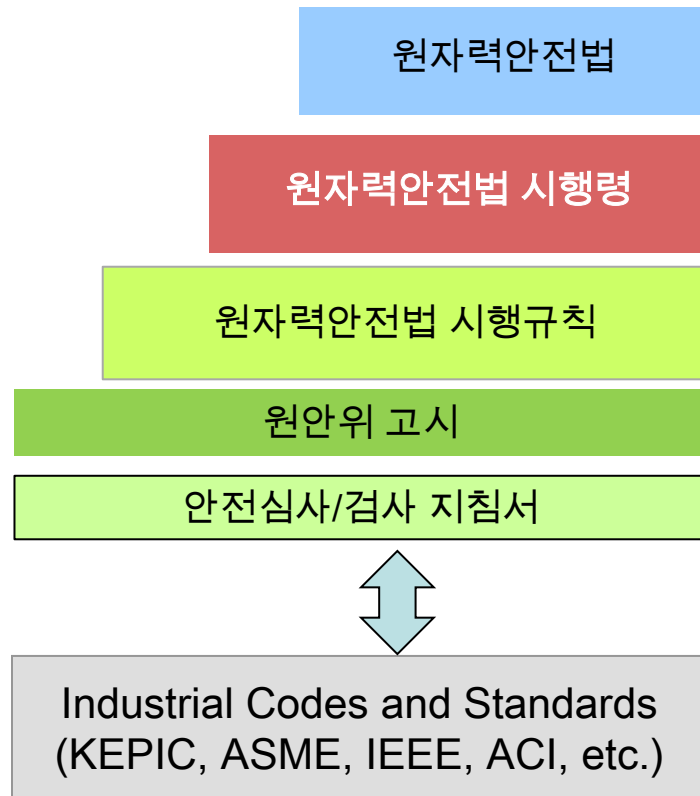 원자력안전법
원자력안전법 시행령
원자력안전법 시행규칙
원안위 고시
안전심사/검사 지침서
Industrial Codes and Standards
(KEPIC, ASME, IEEE, ACI, etc.)